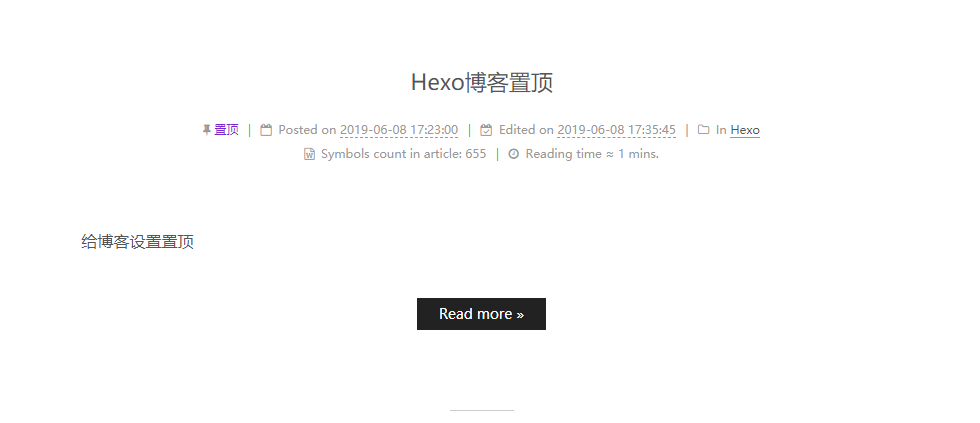 Hexo博客置顶
置顶 | Posted on 2019-06-08 17:23:00 | Edited on 2019-06-08 17:35:45 | In Hexo
Symbols count in article: 655 | Reading time ≈ 1 mins.
给博客设置置顶
Read more »